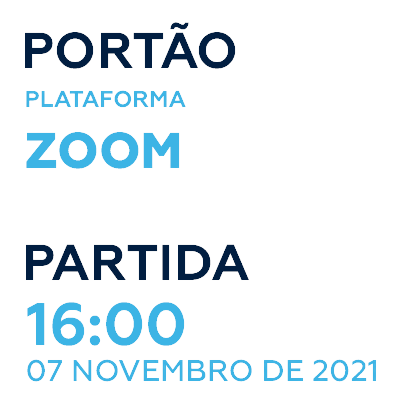 PORTÃO
PLATAFORMA
ZOOM
PARTIDA
16:00
07 NOVEMBRO DE 2021